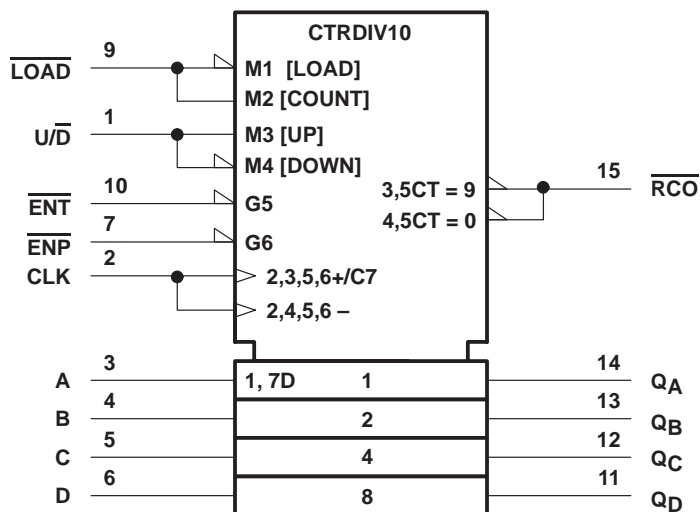 CTRDIV10
9
LOAD
M1 [LOAD]
M2 [COUNT]
1
U/D
M3 [UP]
M4 [DOWN]
10
ENT
G5
3,5CT = 9
4,5CT = 0
15
RCO
7
ENP
G6
2
CLK
2,3,5,6+/C7
2,4,5,6 –
3
A
1, 7D
1
14
QA
4
B
2
13
QB
5
C
4
12
QC
6
D
8
11
QD